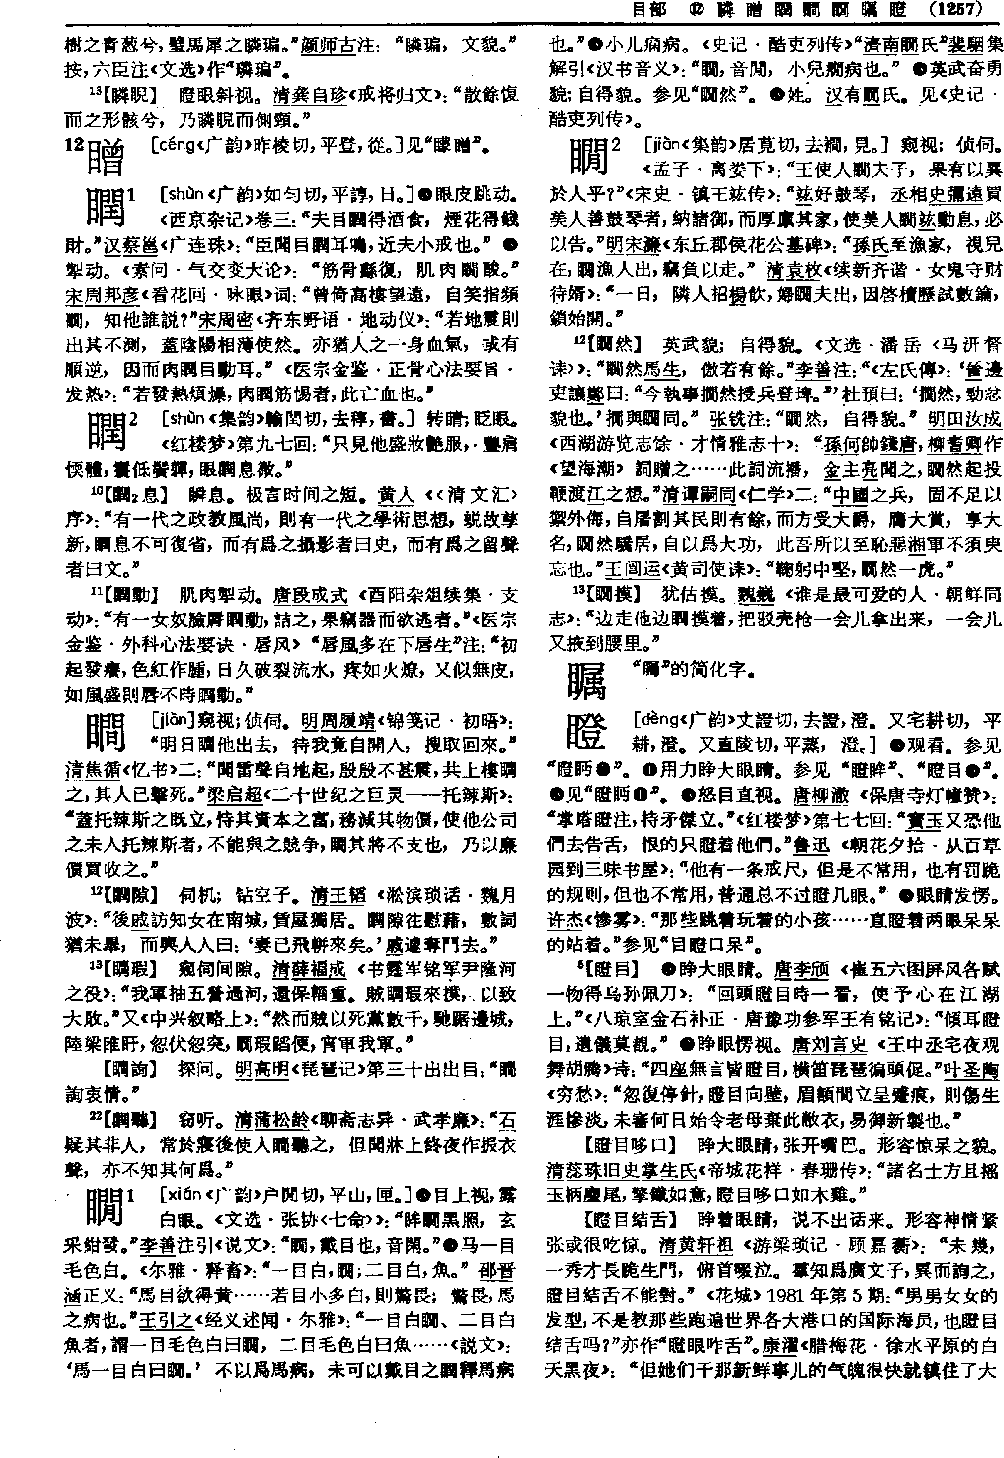 目部 ⑫ 瞵 瞕 瞤 瞷 瞷 瞩 瞪 (1257)
樹之青葱兮，璧馬犀之瞵㻞。”颜师古注：“瞵㻞，文貌。”
按，六臣注《文选》作“璘㻞”。
13【瞵睨】 瞪眼斜视。清龚自珍《戒将归文》：“散餘馂
而之形骸兮，乃瞵睨而側頸。”
12 [céng《广韵》昨棱切，平登，從。]见“
瞤1 [shùn《广韵》如匀切，平諄，日。]❶眼皮跳动。
《西京杂记》卷三：“夫目瞤得酒食，燈花得錢
財。”汉蔡邕《广连珠》：“臣聞目瞤耳鳴，近夫小戒也。”❷
掣动。《素问·气交变大论》：“筋骨繇復，肌肉瞤酸。”
宋周邦彦《看花回·咏眼》词：“曾倚高樓望遠，自笑指頻
瞤，知他誰説？”宋周密《齐东野语·地动仪》：“若地震則
出其不測，蓋陰陽相薄使然。亦猶人之一身血氣，或有
順逆，因而肉瞤目動耳。”《医宗金鉴·正骨心法要旨·
发热》：“若發熱煩燥，肉瞤筋惕者，此亡血也。”
瞤2 [shùn《集韵》輸閏切，去稕，審。] 转睛；眨眼。
《红楼梦》第九七回：“只見他盛妝艷服，豐肩
愞體，鬟低鬢嚲，眼瞤息微。”
10【瞤2息】 瞬息。极言时间之短。黄人《〈清文汇〉
序》：“有一代之政教風尚，則有一代之學術思想，蜕故孳
新，瞤息不可復省，而有爲之攝影者曰史，而有爲之留聲
者曰文。”
11【瞤動】 肌肉掣动。唐段成式《酉阳杂俎续集·支
动》：“有一女奴臉唇瞤動，詰之，果竊器而欲逃者。”《医宗
金鉴·外科心法要诀·唇风》“唇風多在下唇生”注：“初
起發癢，色紅作腫，日久破裂流水，疼如火燎，又似無皮，
如風盛則唇不時瞤動。”
瞯 [jiàn]窥视；侦伺。明周履靖《锦笺记·初晤》：
“明日瞯他出去，待我竟自開人，搜取回來。”
清焦循《忆书》二：“聞雷聲自地起，殷殷不甚震，共上樓瞯
之，其人已擊死。”梁启超《二十世纪之巨灵——托辣斯》：
“蓋托辣斯之既立，恃其資本之富，務減其物價，使他公司
之未入托辣斯者，不能與之競争，瞯其將不支也，乃以廉
價買收之。”
12【瞯隙】 伺机；钻空子。清王韬《淞滨琐话·魏月
波》：“後戚訪知女在南城，賃屋獨居。瞯隙往慰藉，數詞
猶未畢，而輿人入曰：‘妻已飛軿來矣。’戚遽奪門去。”
13【瞯瑕】 窥伺间隙。清薛福成《书霆军铭军尹隆河
之役》：“我軍抽五營過河，還保輜重。賊瞯瑕來撲，以致
大敗。”又《中兴叙略上》：“然而賊以死黨數千，馳踞邊城，
陸梁睢盱，忽伏忽突，瞯瑕蹈便，宵軍我軍。”
【瞯詢】 探问。明高明《琵琶记》第三十出出目：“瞯
詢衷情。”
22【瞯聽】 窃听。清蒲松龄《聊斋志异·武孝廉》：“石
疑其非人，常於寢後使人瞯聽之，但聞牀上終夜作振衣
聲，亦不知其何爲。”
瞷1 [xián《广韵》户閒切，平山，匣。]❶目上视，露
白眼。《文选·张协〈七命〉》：“眸瞷黑照，玄
采紺發。”李善注引《说文》：“瞷，戴目也，音閑。”❷马一目
毛色白。《尔雅·释畜》：“一目白，瞷；二目白，魚。”郝晉
涵正义：“馬目欲得黄……若目小多白，則驚畏；驚畏，馬
之病也。”王引之《经义述闻·尔雅》：“一目白瞷、二目白
魚者，謂一目毛色白曰瞷，二目毛色白曰魚……《説文》：
‘馬一目白曰瞷。’不以爲馬病，未可以戴目之瞷釋馬病
也。”❸小儿痫病。《史记·酷吏列传》“濟南瞷氏”裴駰集
解引《汉书音义》：“瞷，音閒，小兒癇病也。”❹英武奋勇
貌；自得貌。参见“瞷然”。❺姓。汉有瞷氏。见《史记·
酷吏列传》。
瞷2 [jiàn《集韵》居莧切，去襇，見。] 窥视；侦伺。
《孟子·离娄下》：“王使人瞷夫子，果有以異
於人乎？”《宋史·镇王竑传》：“竑好鼓琴，丞相史彌遠買
美人善鼓琴者，納諸御，而厚廪其家，使美人瞷竑動息，必
以告。”明宋濂《东丘郡侯花公墓碑》：“孫氏至漁家，視兒
在，瞷漁人出，竊負以走。”清袁枚《续新齐谐·女鬼守财
待婿》：“一日，隣人招楊飲，婦瞷夫出，因啓櫝歷試數鑰，
鎖始開。”
12【瞷然】 英武貌；自得貌。《文选·潘岳〈马汧督
诔〉》：“瞷然馬生，傲若有餘。”李善注：“《左氏傳》：‘晉邊
吏讓鄭曰：“今執事撊然授兵登陴。”’杜預曰：‘撊然，勁忿
貌也。’撊與瞷同。”张铣注：“瞷然，自得貌。”明田汝成
《西湖游览志馀·才情雅志十》：“孫何帥錢唐，柳耆卿作
《望海潮》詞贈之……此詞流播，金主亮聞之，瞷然起投
鞭渡江之想。”清谭嗣同《仁学》二：“中國之兵，固不足以
禦外侮，自屠割其民則有餘，而方受大爵，膺大賞，享大
名，瞷然驕居，自以爲大功，此吾所以至恥惡湘軍不須臾
忘也。”王闿运《黄司使诔》：“鞠躬中堅，瞷然一虎。”
13【瞷摸】 犹估摸。魏巍《谁是最可爱的人·朝鲜同
志》：“边走他边瞷摸着，把驳壳枪一会儿拿出来，一会儿
又掖到腰里。”
瞩 “矚”的简化字。
瞪 [dèng《广韵》丈證切，去證，澄。又宅耕切，平
耕，澄。又直陵切，平蒸，澄。] ❶观看。参见
“瞪眄❶”。❷用力睁大眼睛。参见“瞪眸”、“瞪目❶”。
❸见“瞪眄❷”。❹怒目直视。唐柳澈《保唐寺灯幢赞》：
“掌塔瞪注，持矛傑立。”《红楼梦》第七七回：“寶玉又恐他
們去告舌，恨的只瞪着他們。”鲁迅《朝花夕拾·从百草
园到三味书屋》：“他有一条戒尺，但是不常用，也有罚跪
的规则，但也不常用，普通总不过瞪几眼。”❺眼睛发愣。
许杰《惨雾》：“那些跳着玩着的小孩……直瞪着两眼呆呆
的站着。”参见“目瞪口呆”。
5【瞪目】 ❶睁大眼睛。唐李颀《崔五六图屏风各赋
一物得乌孙佩刀》：“回頭瞪目時一看，使予心在江湖
上。”《八琼室金石补正·唐豫功参军王有铭记》：“傾耳瞪
目，遺儀莫覩。”❷睁眼愣视。唐刘言史《王中丞宅夜观
舞胡腾》诗：“四座無言皆瞪目，横笛琵琶徧頭促。”叶圣陶
《穷愁》：“忽復停針，瞪目向壁，眉額間立呈蹙痕，則傷生
涯慘淡，未審何日始令老母棄此敝衣，易御新製也。”
【瞪目哆口】 睁大眼睛，张开嘴巴。形容惊呆之貌。
清蕊珠旧史掌生氏《帝城花样·春珊传》：“諸名士方且摇
玉柄麈尾，擎鐵如意，瞪目哆口如木雞。”
【瞪目结舌】 睁着眼睛，说不出话来。形容神情紧
张或很吃惊。清黄轩祖《游梁琐记·顾嘉蘅》：“未幾，
一秀才長跪生門，俯首啜泣。羣知爲廣文子，異而詢之，
瞪目結舌不能對。”《花城》1981年第5期：“男男女女的
发型，不是教那些跑遍世界各大港口的国际海员，也瞪目
结舌吗？”亦作“瞪眼咋舌”。康濯《腊梅花·徐水平原的白
天黑夜》：“但她们干那新鲜事儿的气魄很快就镇住了大